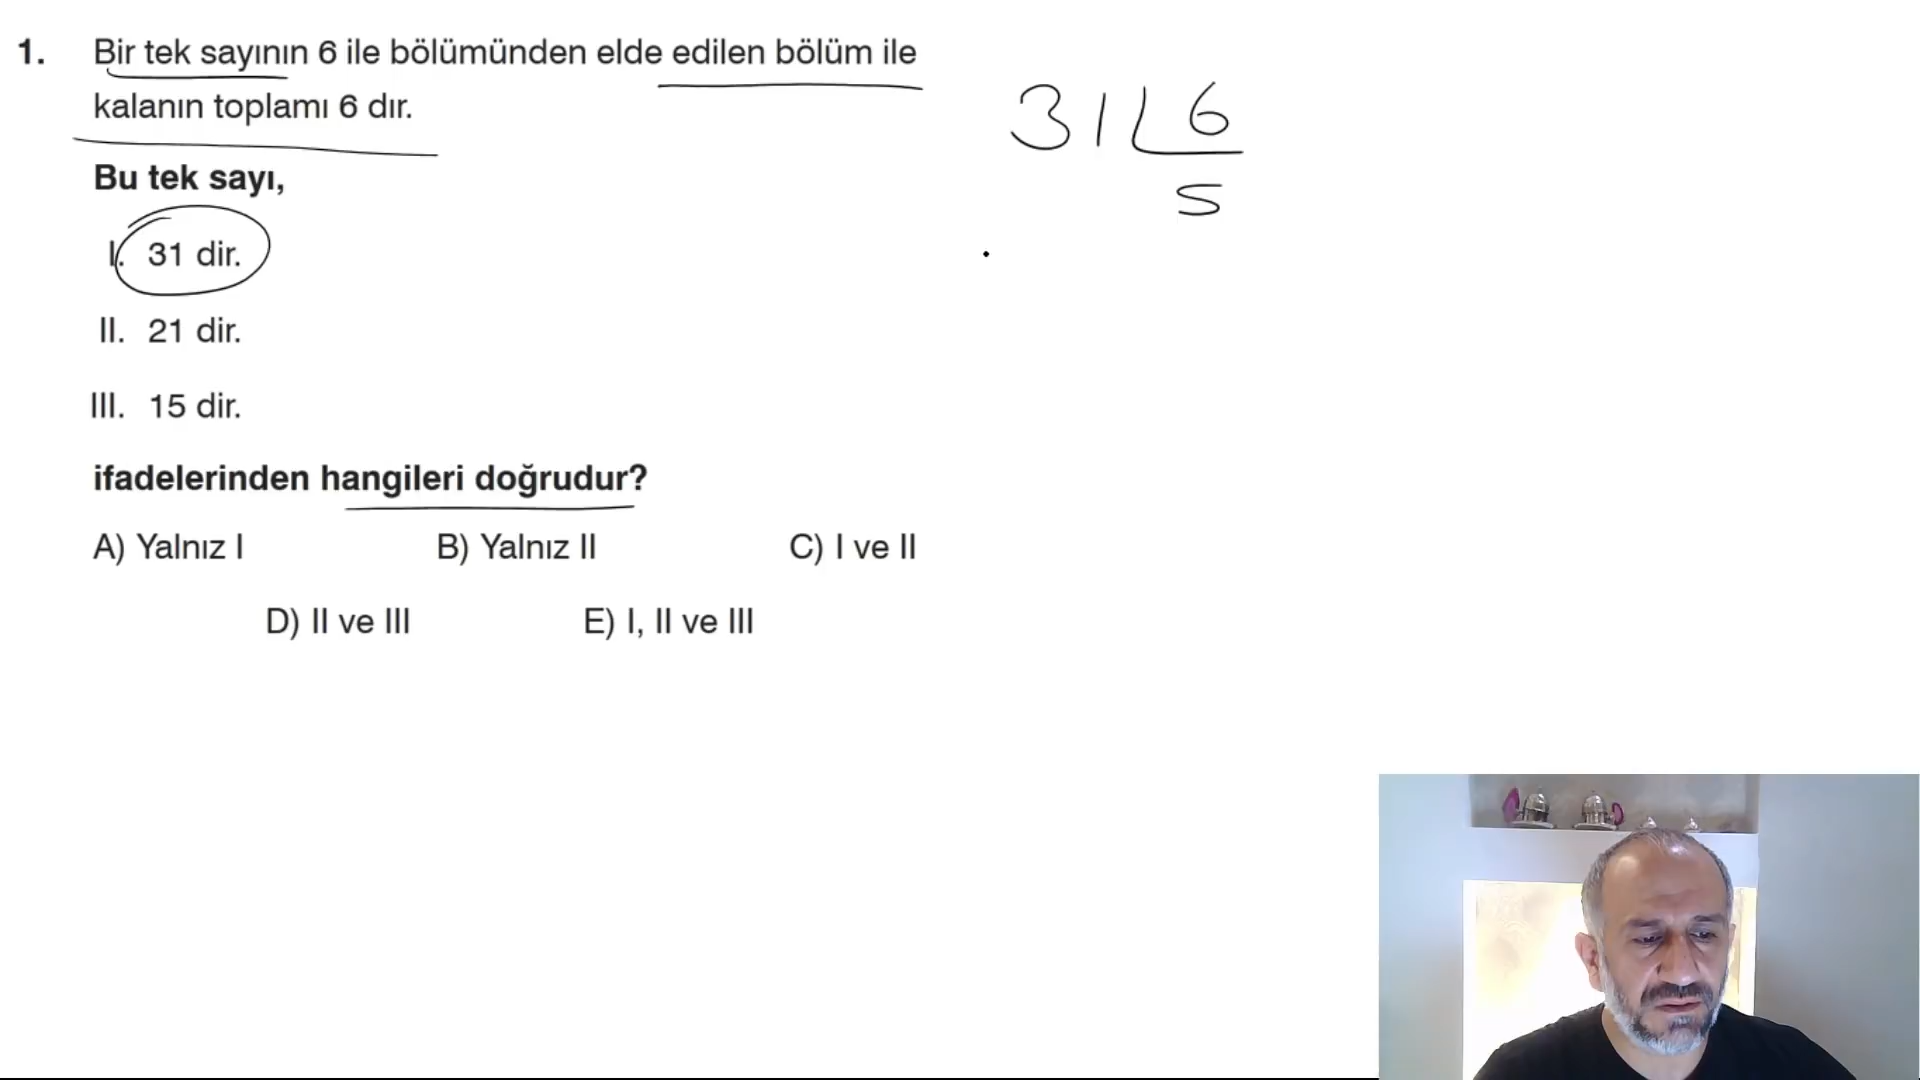 1. Bir tek sayının 6 ile bölümünden elde edilen bölüm ile
kalanın toplamı 6 dır.
Bu tek sayı,
I. 31 dir.
II. 21 dir.
III. 15 dir.
ifadelerinden hangileri doğrudur?
A) Yalnız I B) Yalnız II C) I ve II
D) II ve III E) I, II ve III
31 6
5